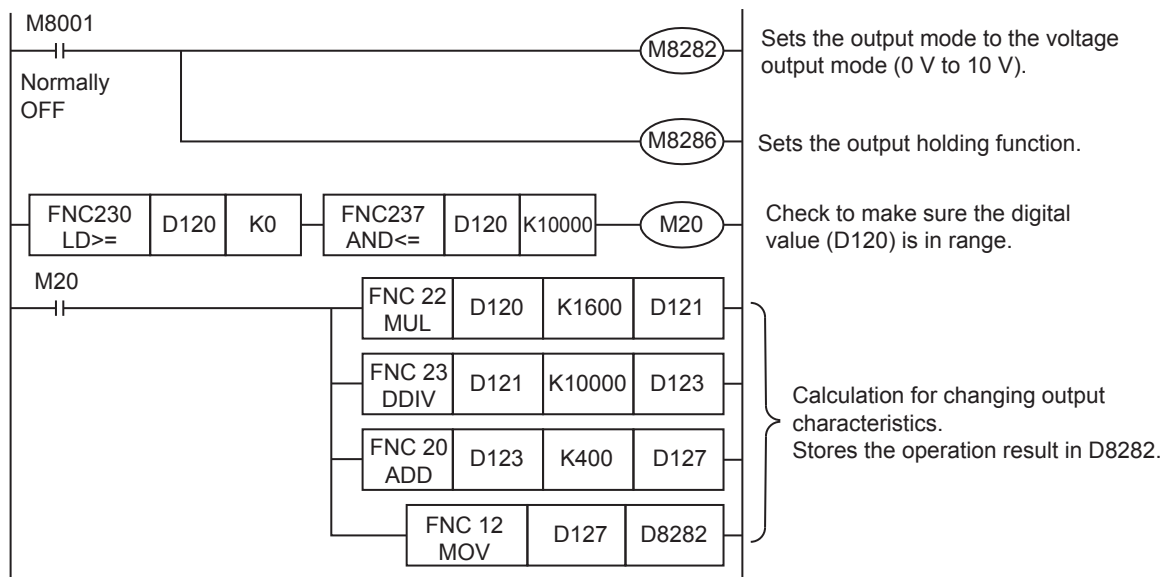 M8001
Normally
OFF
M8282
Sets the output mode to the voltage
output mode (0 V to 10 V).
M8286
Sets the output holding function.
FNC230
LD>=
D120
K0
FNC237
AND<=
D120
K10000
M20
Check to make sure the digital
value (D120) is in range.
M20
FNC 22
MUL
D120
K1600
D121
FNC 23
DDIV
D121
K10000
D123
FNC 20
ADD
D123
K400
D127
FNC 12
MOV
D127
D8282
Calculation for changing output
characteristics.
Stores the operation result in D8282.